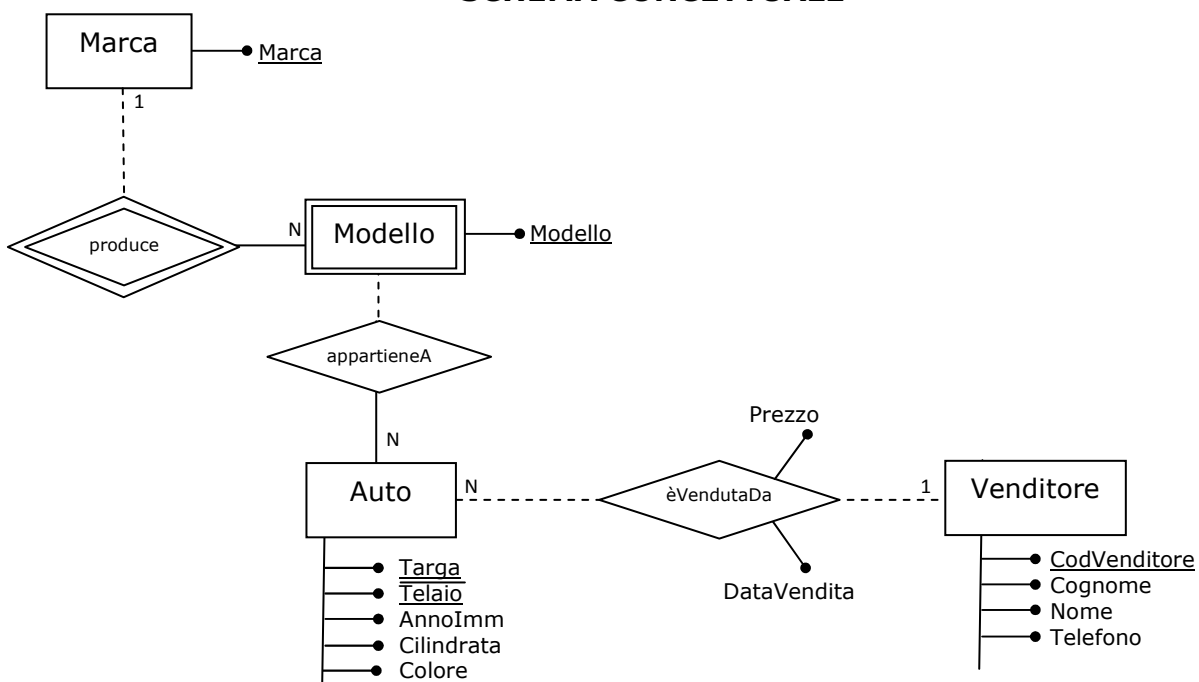 SCHEMA CONCETTUALE
Marca
Marca
1
produce
N
Modello
Modello
appartieneA
N
Auto
N
èVendutaDa
Prezzo
DataVendita
1
Venditore
Targa
Telaio
AnnoImm
Cilindrata
Colore
CodVenditore
Cognome
Nome
Telefono